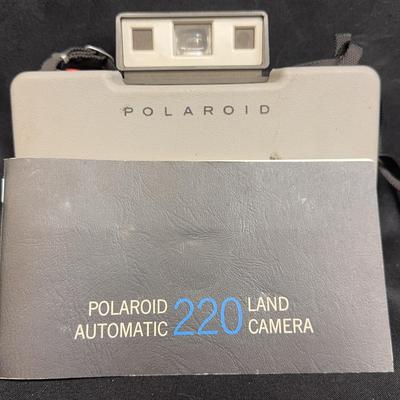 POLAROID
POLAROID 220 LAND
AUTOMATIC CAMERA